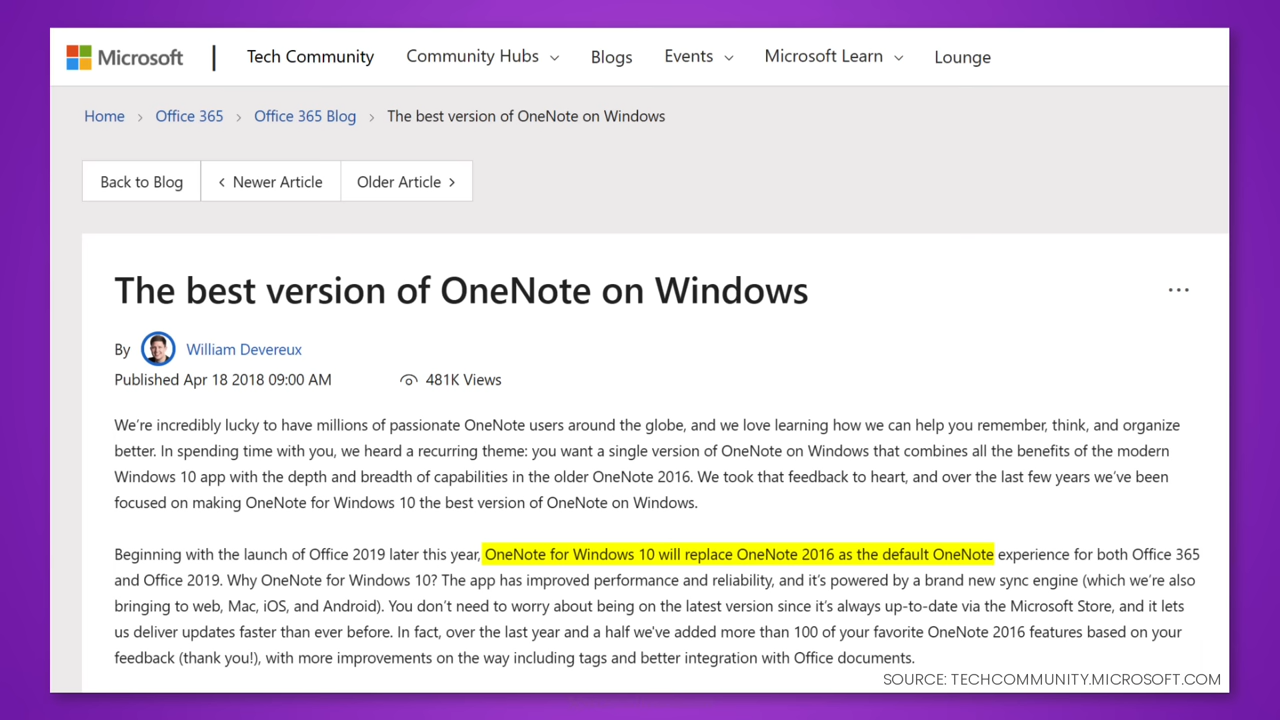 Microsoft | Tech Community Community Hubs Blogs Events Microsoft Learn Lounge
Home > Office 365 > Office 365 Blog > The best version of OneNote on Windows
Back to Blog < Newer Article Older Article >
The best version of OneNote on Windows
By William Devereux
Published Apr 18 2018 09:00 AM 481K Views
We’re incredibly lucky to have millions of passionate OneNote users around the globe, and we love learning how we can help you remember, think, and organize
better. In spending time with you, we heard a recurring theme: you want a single version of OneNote on Windows that combines all the benefits of the modern
Windows 10 app with the depth and breadth of capabilities in the older OneNote 2016. We took that feedback to heart, and over the last few years we’ve been
focused on making OneNote for Windows 10 the best version of OneNote on Windows.
Beginning with the launch of Office 2019 later this year, OneNote for Windows 10 will replace OneNote 2016 as the default OneNote experience for both Office 365
and Office 2019. Why OneNote for Windows 10? The app has improved performance and reliability, and it’s powered by a brand new sync engine (which we’re also
bringing to web, Mac, iOS, and Android). You don’t need to worry about being on the latest version since it’s always up-to-date via the Microsoft Store, and it lets
us deliver updates faster than ever before. In fact, over the last year and a half we've added more than 100 of your favorite OneNote 2016 features based on your
feedback (thank you!), with more improvements on the way including tags and better integration with Office documents.
SOURCE: TECHCOMMUNITY.MICROSOFT.COM